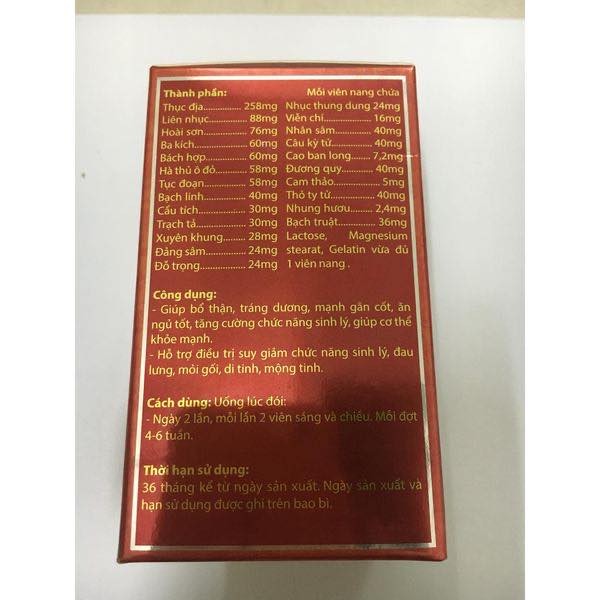 Thành phần: Mỗi viên nang chứa
Thục địa............... 258mg
Liên nhục............. 88mg
Hoài sơn............... 76mg
Ba kích................. 60mg
Bách hợp............. 60mg
Hà thủ ô đỏ......... 58mg
Tục đoạn.............. 58mg
Bạch linh.............. 40mg
Cẩu tích............... 30mg
Trạch tả................ 30mg
Xuyên khung....... 28mg
Đảng sâm............. 24mg
Đỗ trọng.............. 24mg
Nhục thung dung 24mg
Viễn chí................. 16mg
Nhân sâm............. 40mg
Câu kỳ tử.............. 40mg
Cao ban long....... 7,2mg
Đương quy........... 40mg
Cam thảo.............. 5mg
Thỏ ty tử............... 40mg
Nhung hươu........ 2,4mg
Bạch truật............ 36mg
Lactose, Magnesium
stearat, Gelatin vừa đủ
1 viên nang .
Công dụng:
- Giúp bổ thận, tráng dương, mạnh gân cốt, ăn
ngủ tốt, tăng cường chức năng sinh lý, giúp cơ thể
khỏe mạnh.
- Hỗ trợ điều trị suy giảm chức năng sinh lý, đau
lưng, mỏi gối, di tinh, mộng tinh.
Cách dùng: Uống lúc đói:
- Ngày 2 lần, mỗi lần 2 viên sáng và chiều. Mỗi đợt
4-6 tuần.
Thời hạn sử dụng:
36 tháng kể từ ngày sản xuất. Ngày sản xuất và
hạn sử dụng được ghi trên bao bì.